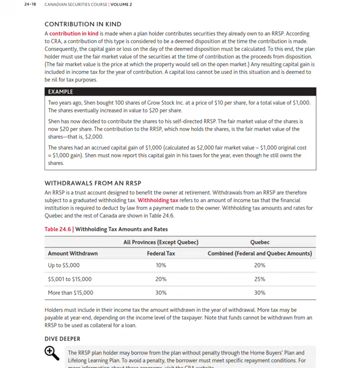 24 • 18 CANADIAN SECURITIES COURSE | VOLUME 2
CONTRIBUTION IN KIND
A contribution in kind is made when a plan holder contributes securities they already own to an RRSP. According
to CRA, a contribution of this type is considered to be a deemed disposition at the time the contribution is made.
Consequently, the capital gain or loss on the day of the deemed disposition must be calculated. To this end, the plan
holder must use the fair market value of the securities at the time of contribution as the proceeds from disposition.
(The fair market value is the price at which the property would sell on the open market.) Any resulting capital gain is
included in income tax for the year of contribution. A capital loss cannot be used in this situation and is deemed to
be nil for tax purposes.
EXAMPLE
Two years ago, Shen bought 100 shares of Grow Stock Inc. at a price of $10 per share, for a total value of $1,000.
The shares eventually increased in value to $20 per share.
Shen has now decided to contribute the shares to his self-directed RRSP. The fair market value of the shares is
now $20 per share. The contribution to the RRSP, which now holds the shares, is the fair market value of the
shares—that is, $2,000.
The shares had an accrued capital gain of $1,000 (calculated as $2,000 fair market value – $1,000 original cost
= $1,000 gain). Shen must now report this capital gain in his taxes for the year, even though he still owns the
shares.
WITHDRAWALS FROM AN RRSP
An RRSP is a trust account designed to benefit the owner at retirement. Withdrawals from an RRSP are therefore
subject to a graduated withholding tax. Withholding tax refers to an amount of income tax that the financial
institution is required to deduct by law from a payment made to the owner. Withholding tax amounts and rates for
Quebec and the rest of Canada are shown in Table 24.6.
Table 24.6 | Withholding Tax Amounts and Rates
All Provinces (Except Quebec) Quebec
Amount Withdrawn Federal Tax Combined (Federal and Quebec Amounts)
Up to $5,000 10% 20%
$5,001 to $15,000 20% 25%
More than $15,000 30% 30%
Holders must include in their income tax the amount withdrawn in the year of withdrawal. More tax may be
payable at year-end, depending on the income level of the taxpayer. Note that funds cannot be withdrawn from an
RRSP to be used as collateral for a loan.
DIVE DEEPER
The RRSP plan holder may borrow from the plan without penalty through the Home Buyers' Plan and
Lifelong Learning Plan. To avoid a penalty, the borrower must meet specific repayment conditions. For
more information about these programs, visit the CRA website